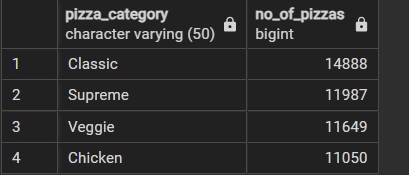 pizza_category no_of_pizzas
character varying (50) bigint
1 Classic 14888
2 Supreme 11987
3 Veggie 11649
4 Chicken 11050